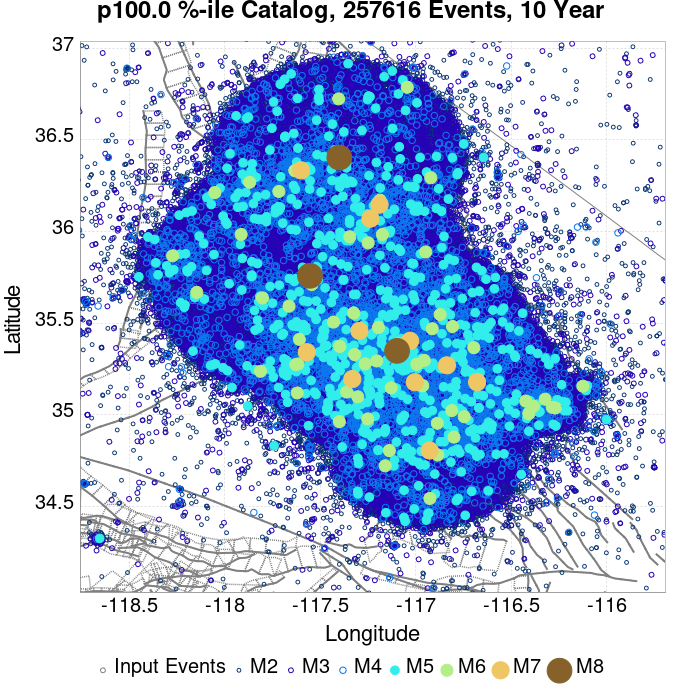 p100.0 %-ile Catalog, 257616 Events, 10 Year
37
36.5
36
35.5
35
34.5
Latitude
-118.5 -118 -117.5 -117 -116.5 -116
Longitude
Input Events M2 M3 M4 M5 M6 M7 M8